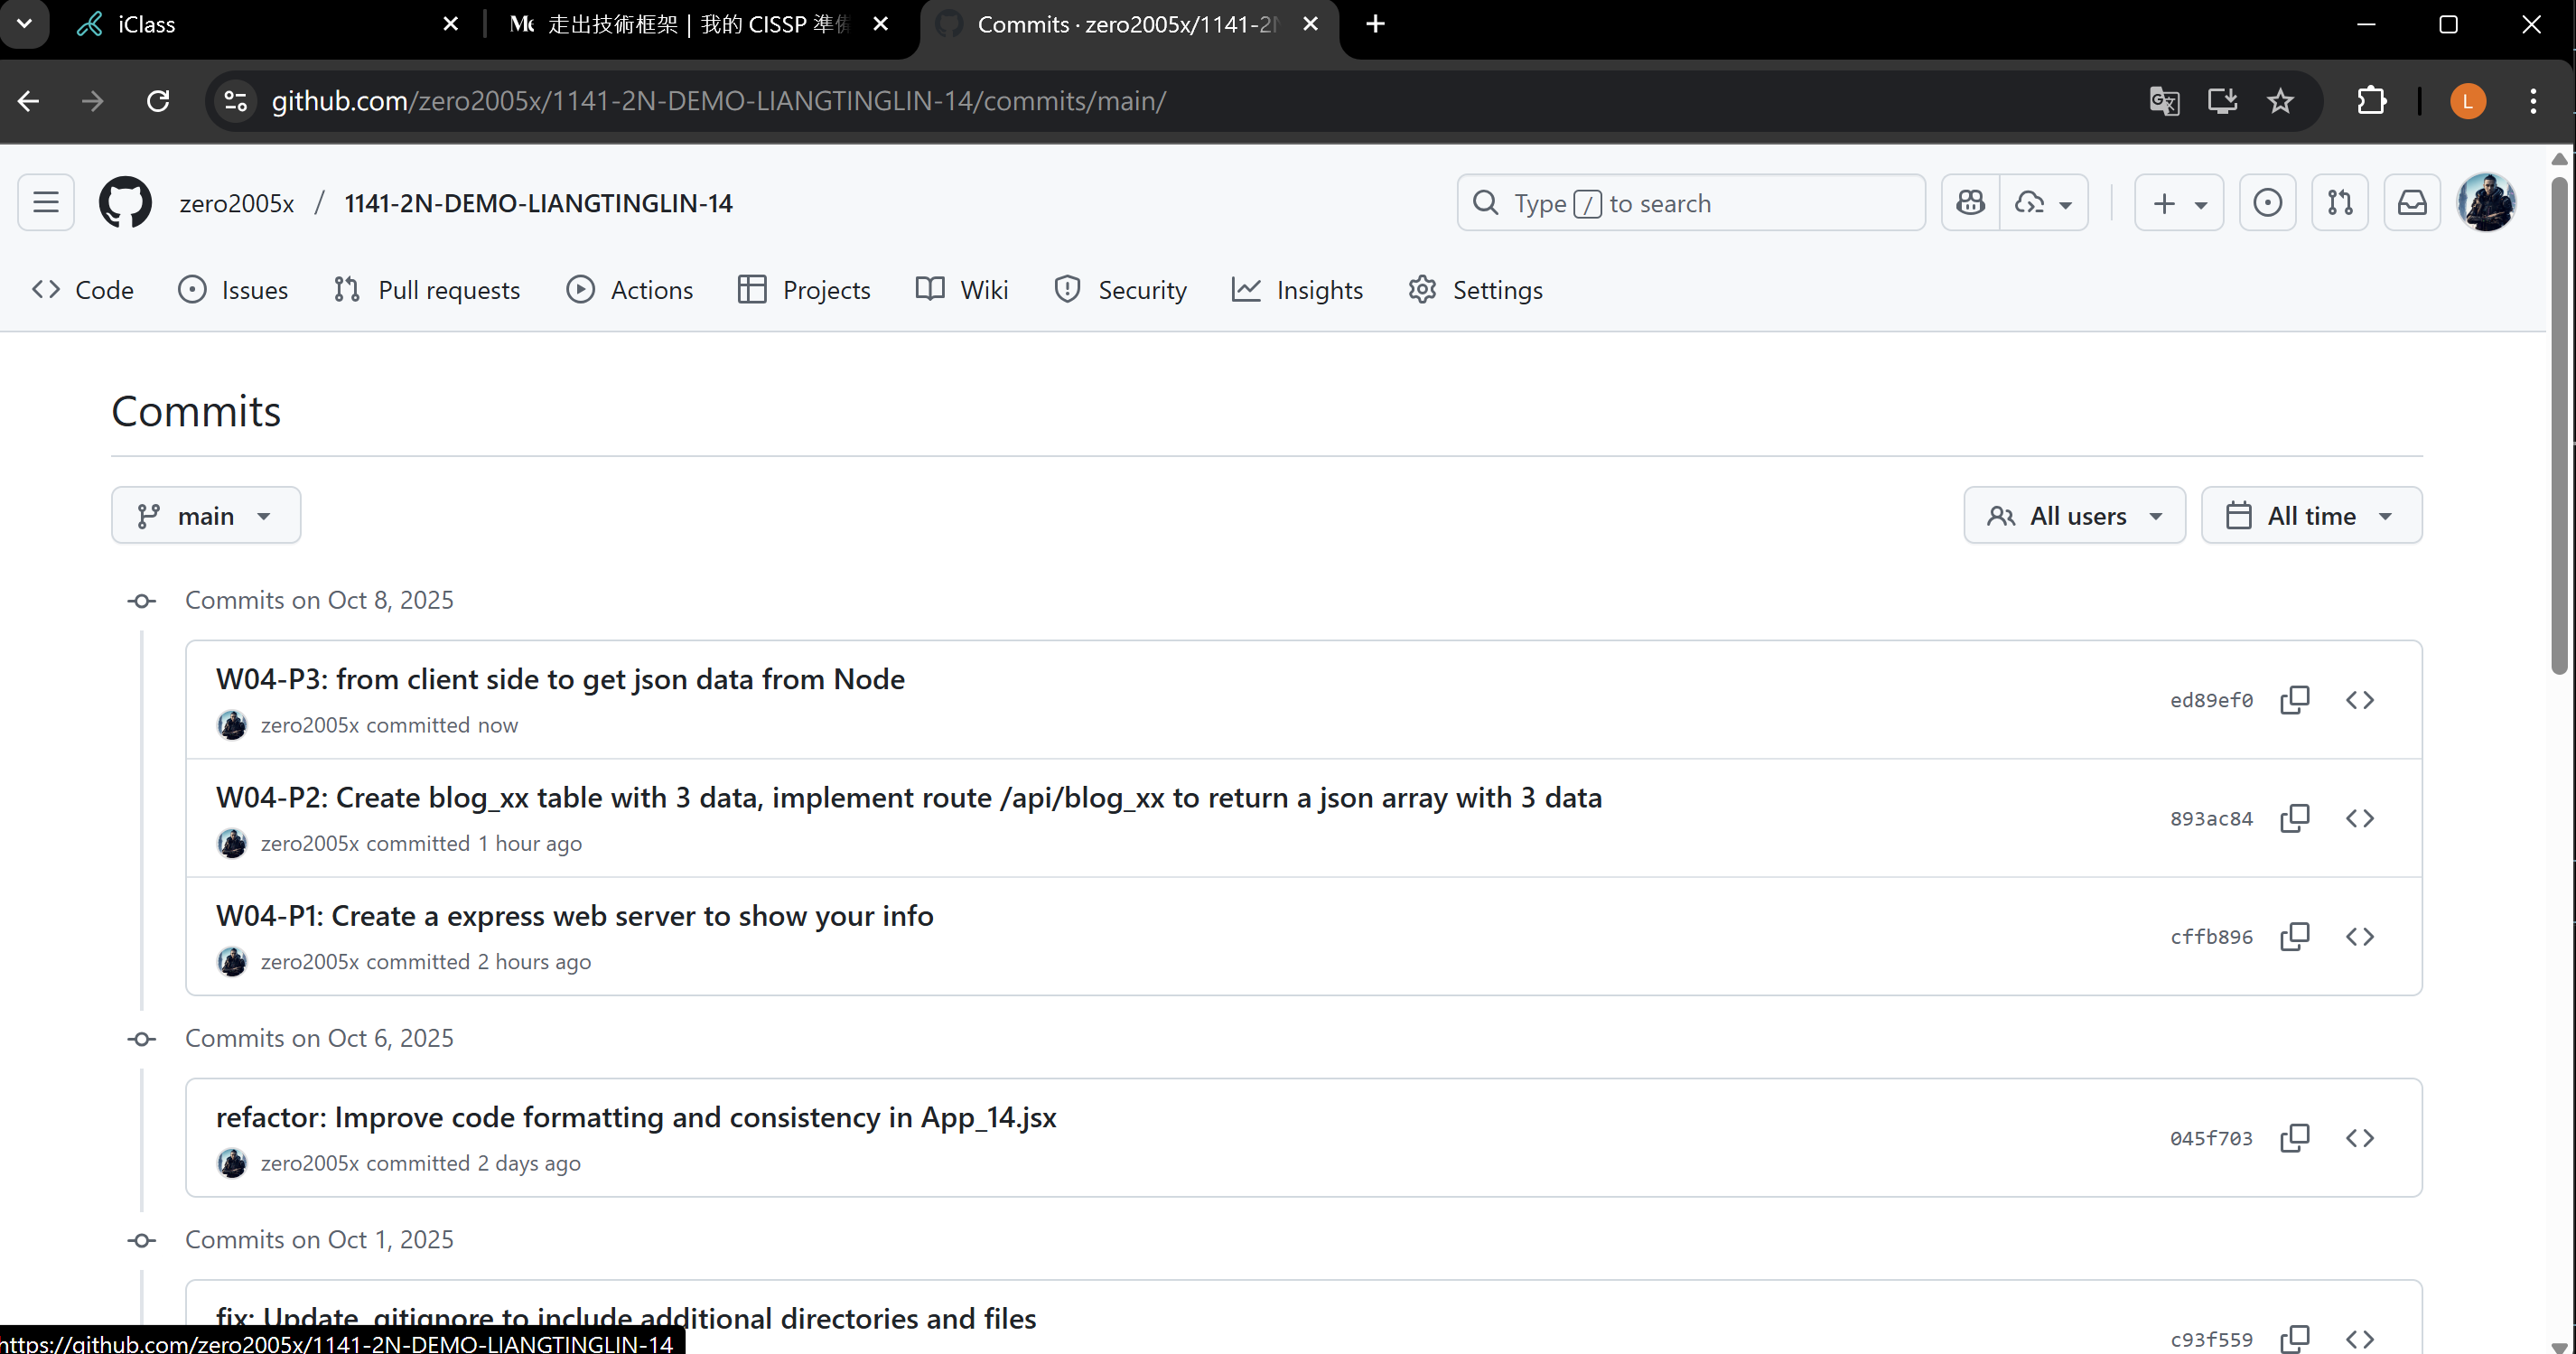 iClass
走出技術框架 | 我的 CISSP 準
Commits · zero2005x/1141-2
github.com/zero2005x/1141-2N-DEMO-LIANGTINGLIN-14/commits/main/
L
zero2005x / 1141-2N-DEMO-LIANGTINGLIN-14
Type / to search
Code Issues Pull requests Actions Projects Wiki Security Insights Settings
Commits
main
All users
All time
Commits on Oct 8, 2025
W04-P3: from client side to get json data from Node
zero2005x committed now
ed89ef0
W04-P2: Create blog_xx table with 3 data, implement route /api/blog_xx to return a json array with 3 data
zero2005x committed 1 hour ago
893ac84
W04-P1: Create a express web server to show your info
zero2005x committed 2 hours ago
cffb896
Commits on Oct 6, 2025
refactor: Improve code formatting and consistency in App_14.jsx
zero2005x committed 2 days ago
045f703
Commits on Oct 1, 2025
fix: Update .gitignore to include additional directories and files
c93f559
https://github.com/zero2005x/1141-2N-DEMO-LIANGTINGLIN-14